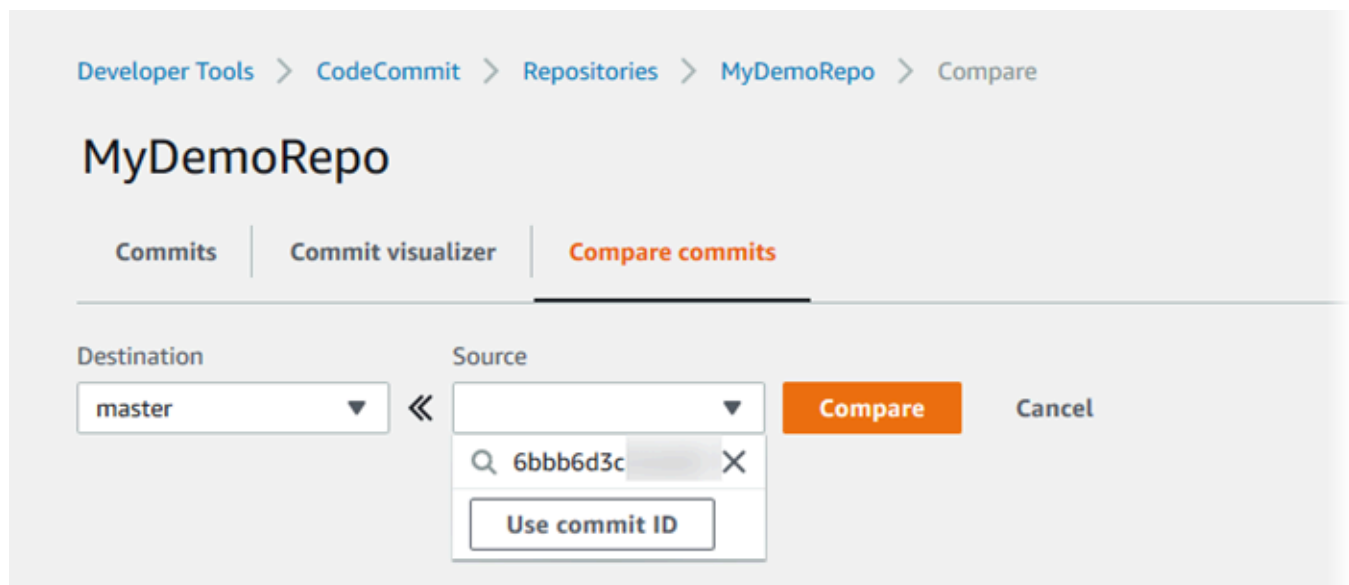 Developer Tools > CodeCommit > Repositories > MyDemoRepo > Compare
MyDemoRepo
Commits Commit visualizer Compare commits
Destination Source
master « Compare Cancel
6bbb6d3c
Use commit ID